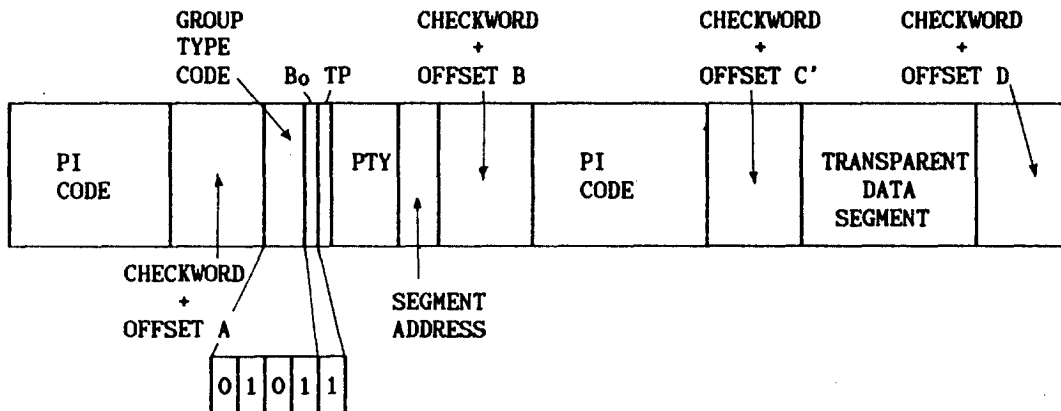 GROUP
TYPE
CODE
Bo
TP
CHECKWORD
+
OFFSET B
CHECKWORD
+
OFFSET C'
CHECKWORD
+
OFFSET D
PI
CODE
PTY
PI
CODE
TRANSPARENT
DATA
SEGMENT
CHECKWORD
+
OFFSET A
SEGMENT
ADDRESS
0 1 0 1 1